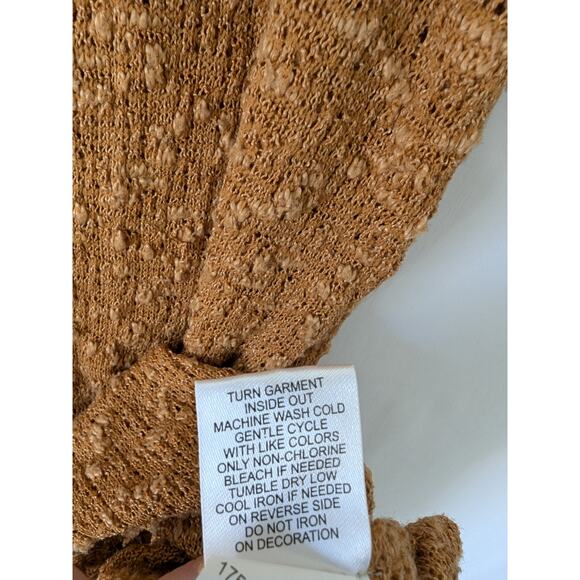 TURN GARMENT
INSIDE OUT
MACHINE WASH COLD
GENTLE CYCLE
WITH LIKE COLORS
ONLY NON-CHLORINE
BLEACH IF NEEDED
TUMBLE DRY LOW
COOL IRON IF NEEDED
ON REVERSE SIDE
DO NOT IRON
ON DECORATION